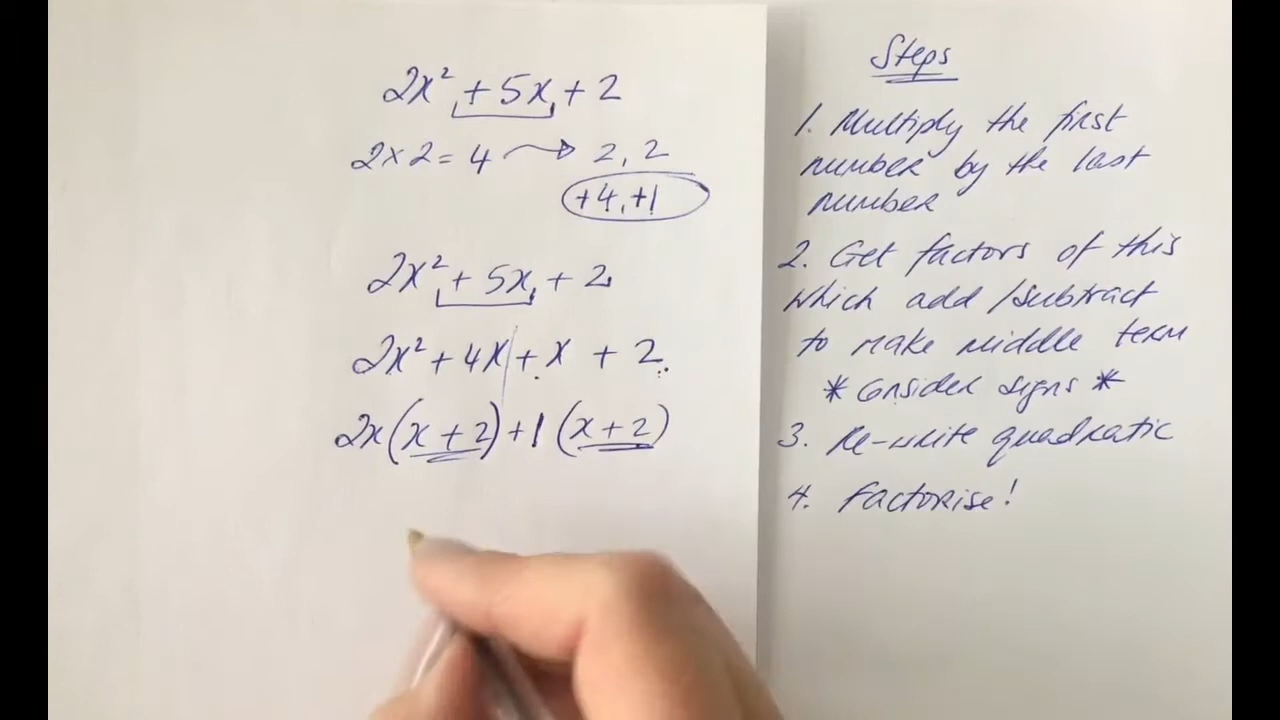 2x² + 5x + 2
2 × 2 = 4 → 2, 2
+4, +1
2x² + 5x + 2
2x² + 4x + x + 2
2x(x + 2) + 1(x + 2)
Steps
1. Multiply the first
number by the last
number
2. Get factors of this
which add /subtract
to make middle term
* Consider signs *
3. Re-write quadratic
4. Factorise!